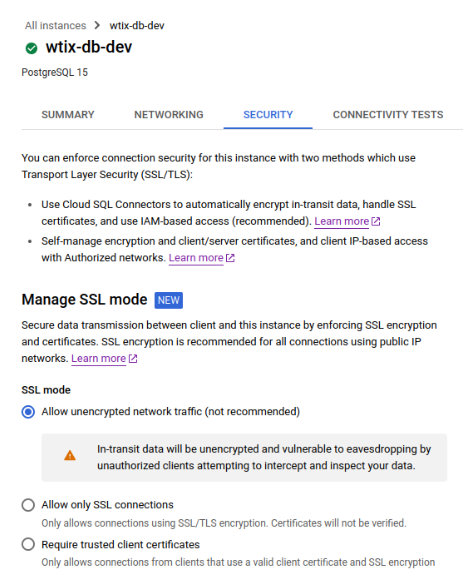 All instances > wtix-db-dev
wtix-db-dev
PostgreSQL 15
SUMMARY NETWORKING SECURITY CONNECTIVITY TESTS
You can enforce connection security for this instance with two methods which use
Transport Layer Security (SSL/TLS):
• Use Cloud SQL Connectors to automatically encrypt in-transit data, handle SSL
certificates, and use IAM-based access (recommended). Learn more
• Self-manage encryption and client/server certificates, and client IP-based access
with Authorized networks. Learn more
Manage SSL mode NEW
Secure data transmission between client and this instance by enforcing SSL encryption
and certificates. SSL encryption is recommended for all connections using public IP
networks. Learn more
SSL mode
Allow unencrypted network traffic (not recommended)
In-transit data will be unencrypted and vulnerable to eavesdropping by
unauthorized clients attempting to intercept and inspect your data.
Allow only SSL connections
Only allows connections using SSL/TLS encryption. Certificates will not be verified.
Require trusted client certificates
Only allows connections from clients that use a valid client certificate and SSL encryption